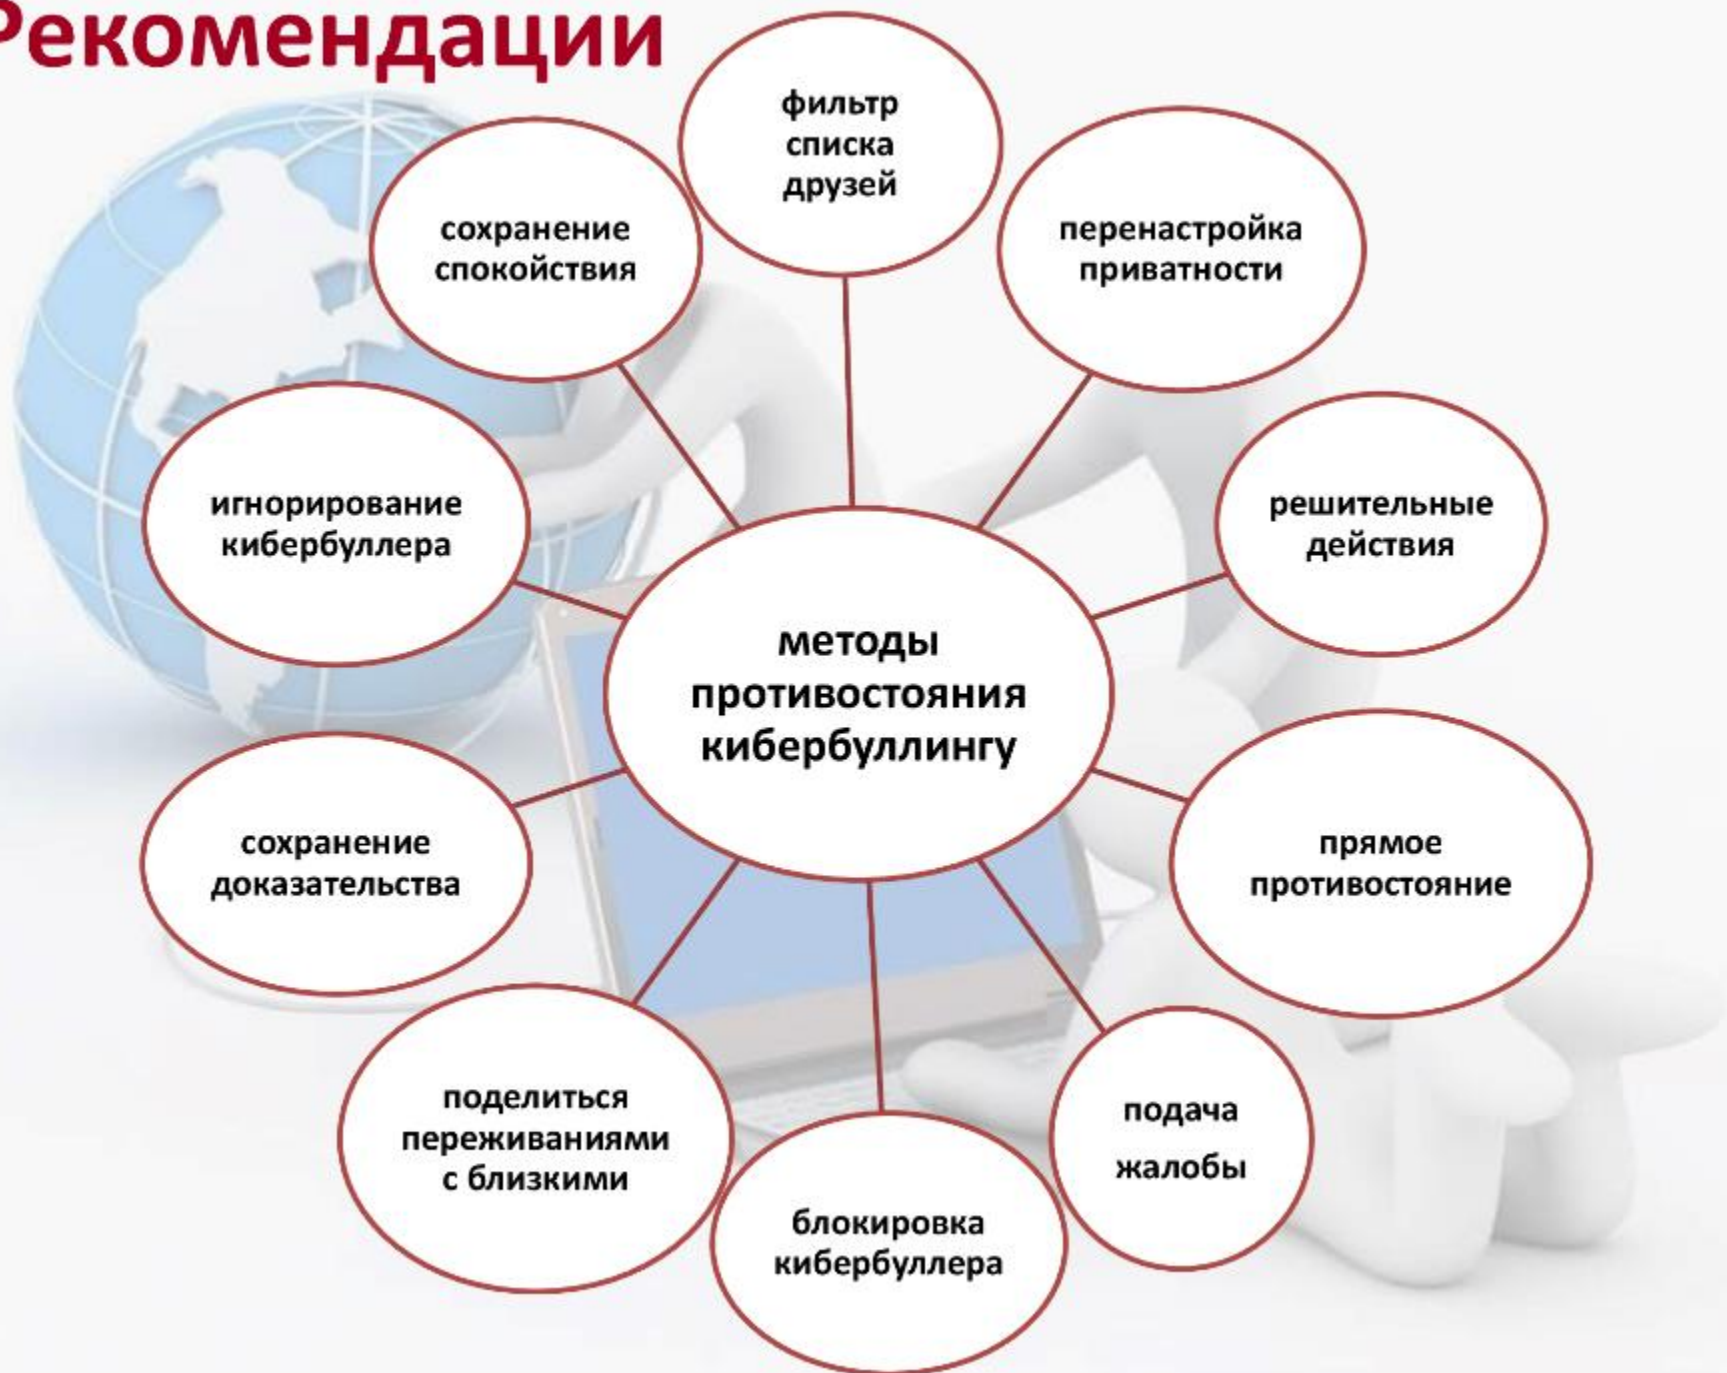 Рекомендации
фильтр
списка
друзей
сохранение
спокойствия
перенастройка
приватности
игнорирование
кибербуллера
решительные
действия
методы
противостояния
кибербуллингу
сохранение
доказательства
прямое
противостояние
поделиться
переживаниями
с близкими
подача
жалобы
блокировка
кибербуллера